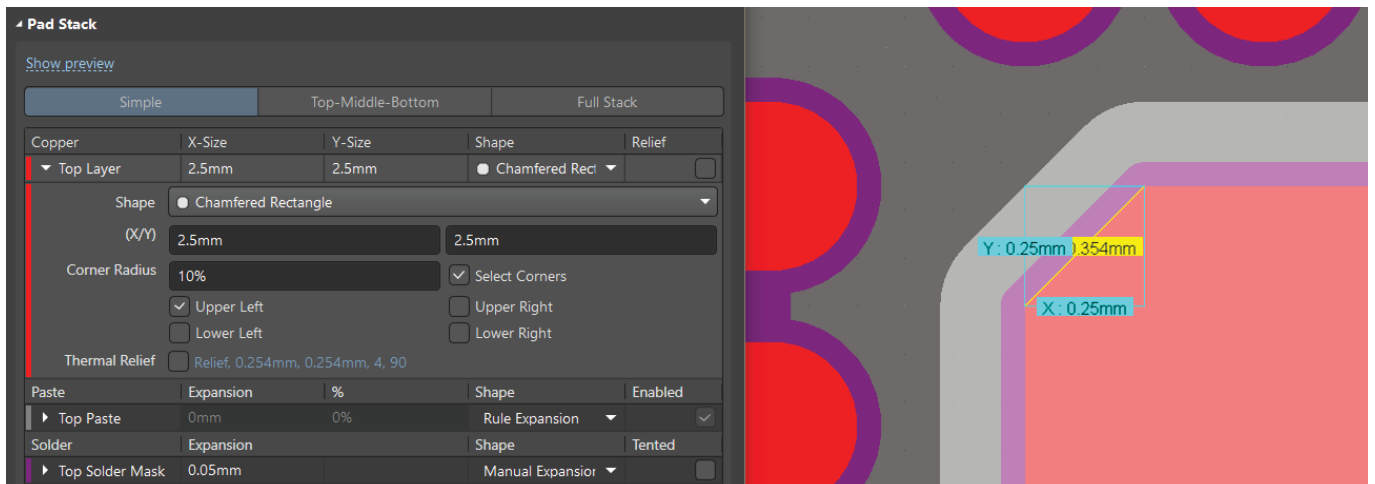 Pad Stack
Show preview
Simple Top-Middle-Bottom Full Stack
Copper X-Size Y-Size Shape Relief
Top Layer 2.5mm 2.5mm Chamfered Rect
Shape Chamfered Rectangle
(X/Y) 2.5mm 2.5mm
Corner Radius 10% Select Corners
Upper Left Upper Right
Lower Left Lower Right
Thermal Relief Relief, 0.254mm, 0.254mm, 4, 90
Paste Expansion % Shape Enabled
Top Paste 0mm 0% Rule Expansion
Solder Expansion Shape Tented
Top Solder Mask 0.05mm Manual Expansion
Y : 0.25mm 0.354mm
X : 0.25mm